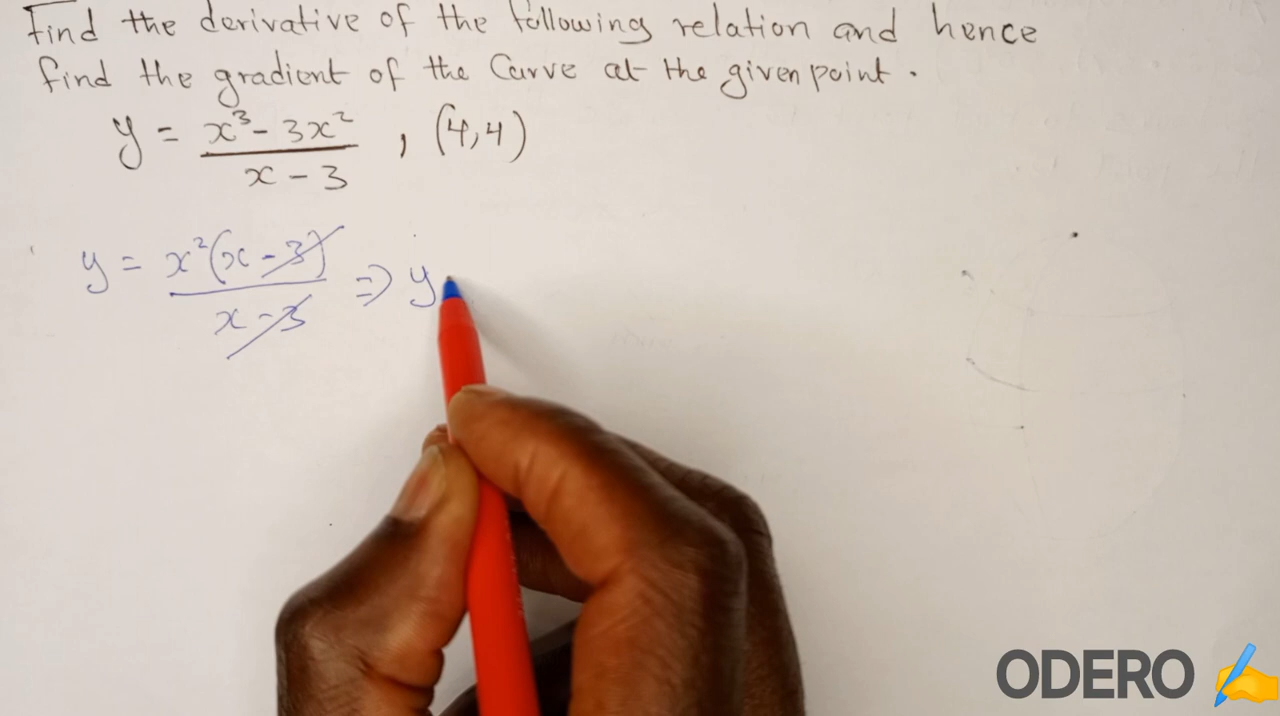 Find the derivative of the following relation and hence
find the gradient of the Curve at the given point.
y = x³ - 3x² / x - 3 , (4,4)
y = x²(x - 3) / x - 3 => y
ODERO